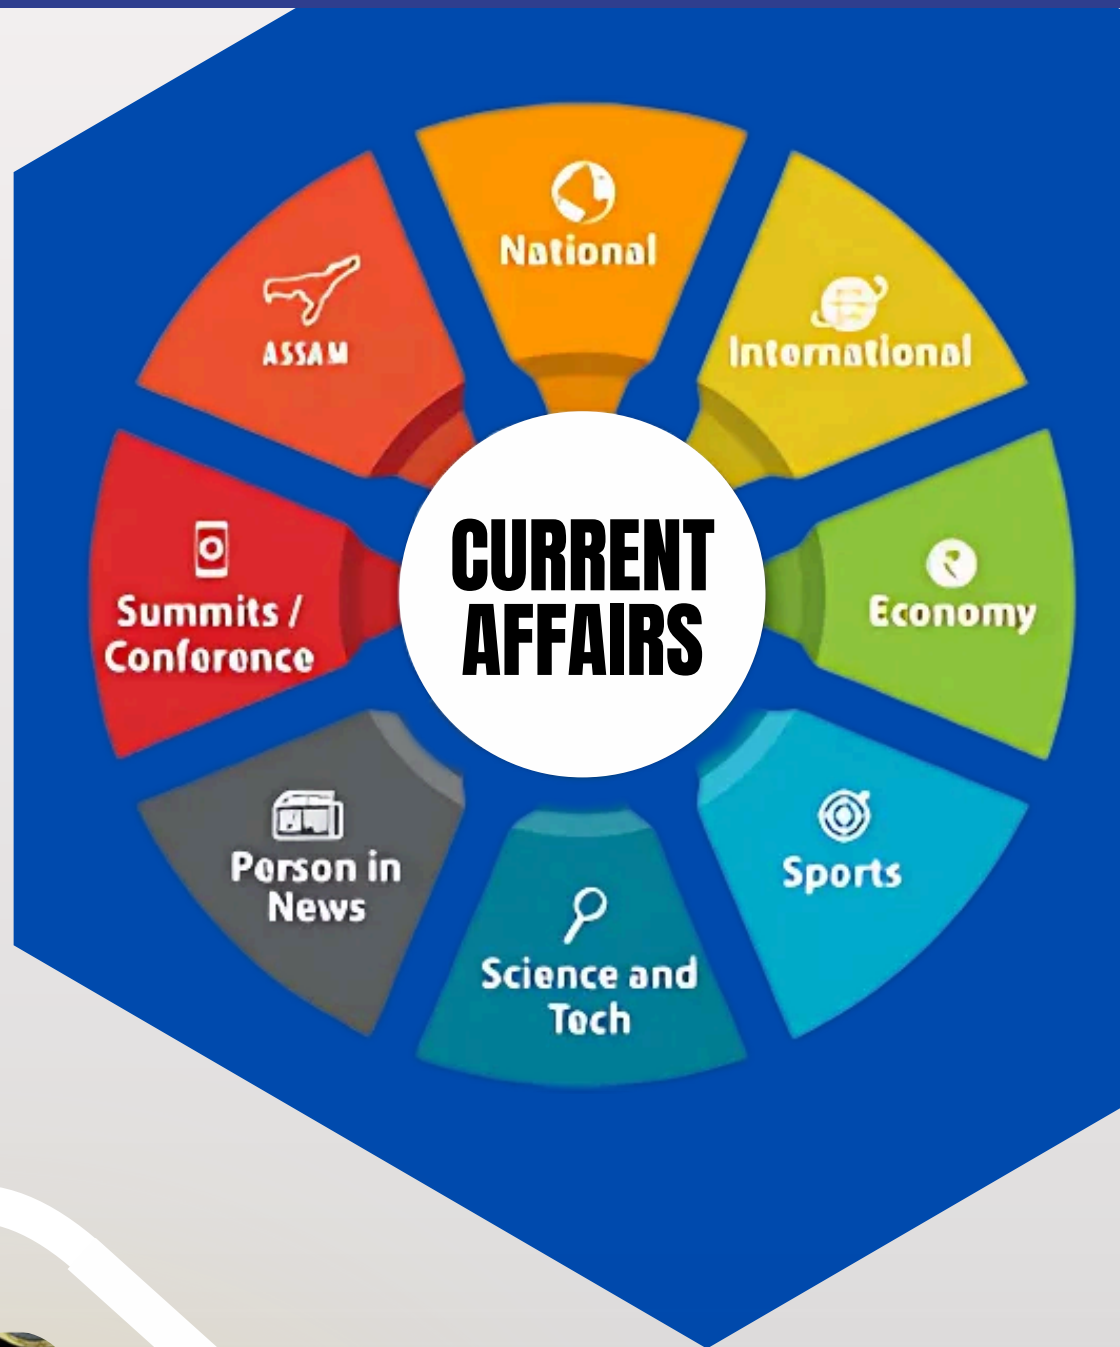 National
International
ASSAM
CURRENT
AFFAIRS
Economy
Summits /
Conference
Person in
News
Sports
Science and
Tech